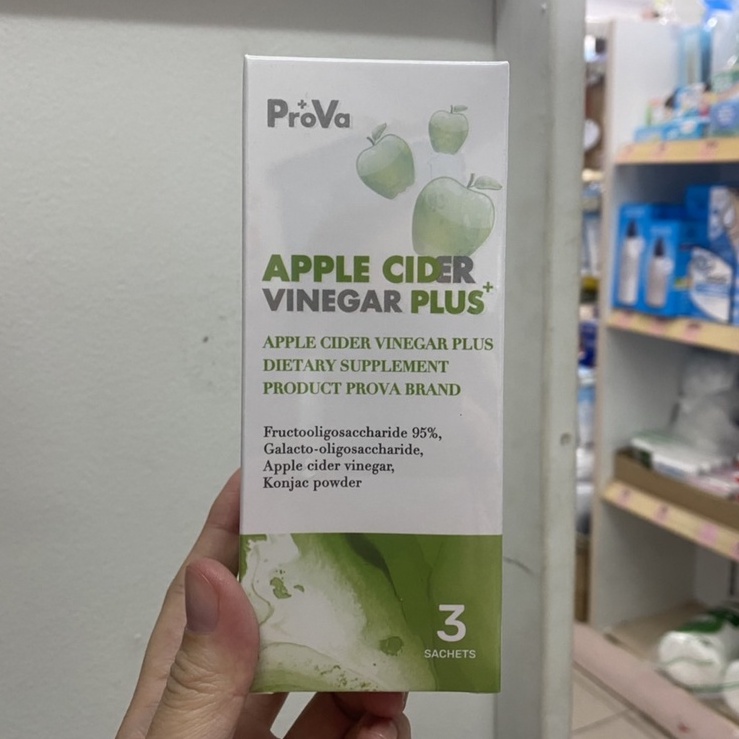 PröVa
APPLE CIDER
VINEGAR PLUS+
APPLE CIDER VINEGAR PLUS
DIETARY SUPPLEMENT
PRODUCT PROVA BRAND
Fructooligosaccharide 95%,
Galacto-oligosaccharide,
Apple cider vinegar,
Konjac powder
3
SACHETS